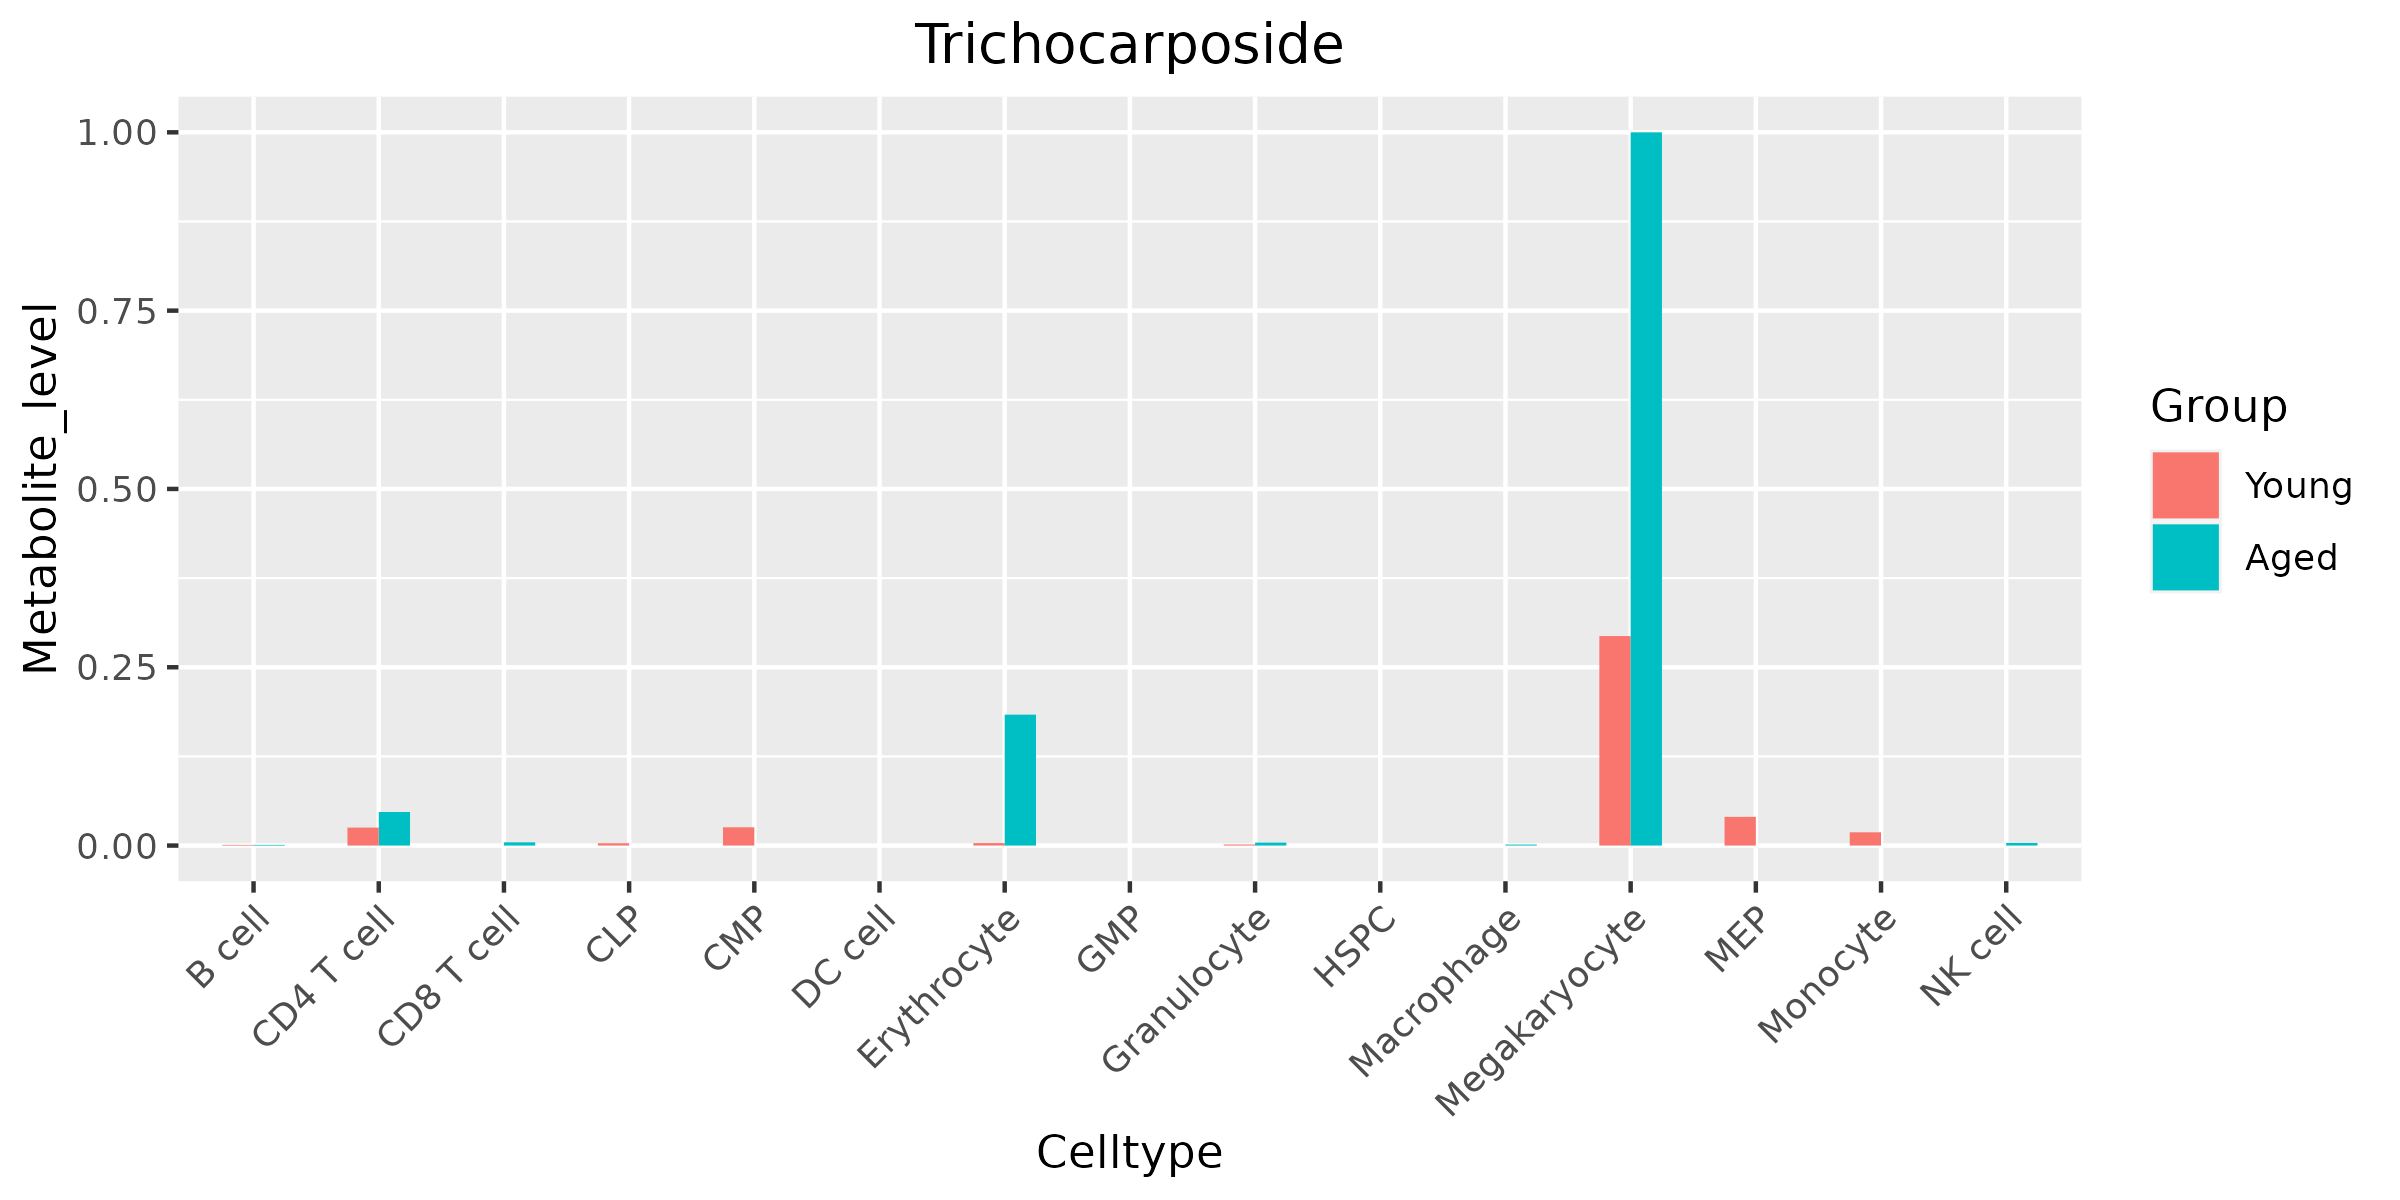 Trichocarposide
Metabolite_level
1.00
0.75
0.50
0.25
0.00
B cell
CD4 T cell
CD8 T cell
CLP
CMP
DC cell
Erythrocyte
GMP
Granulocyte
HSPC
Macrophage
Megakaryocyte
MEP
Monocyte
NK cell
Celltype
Group
Young
Aged